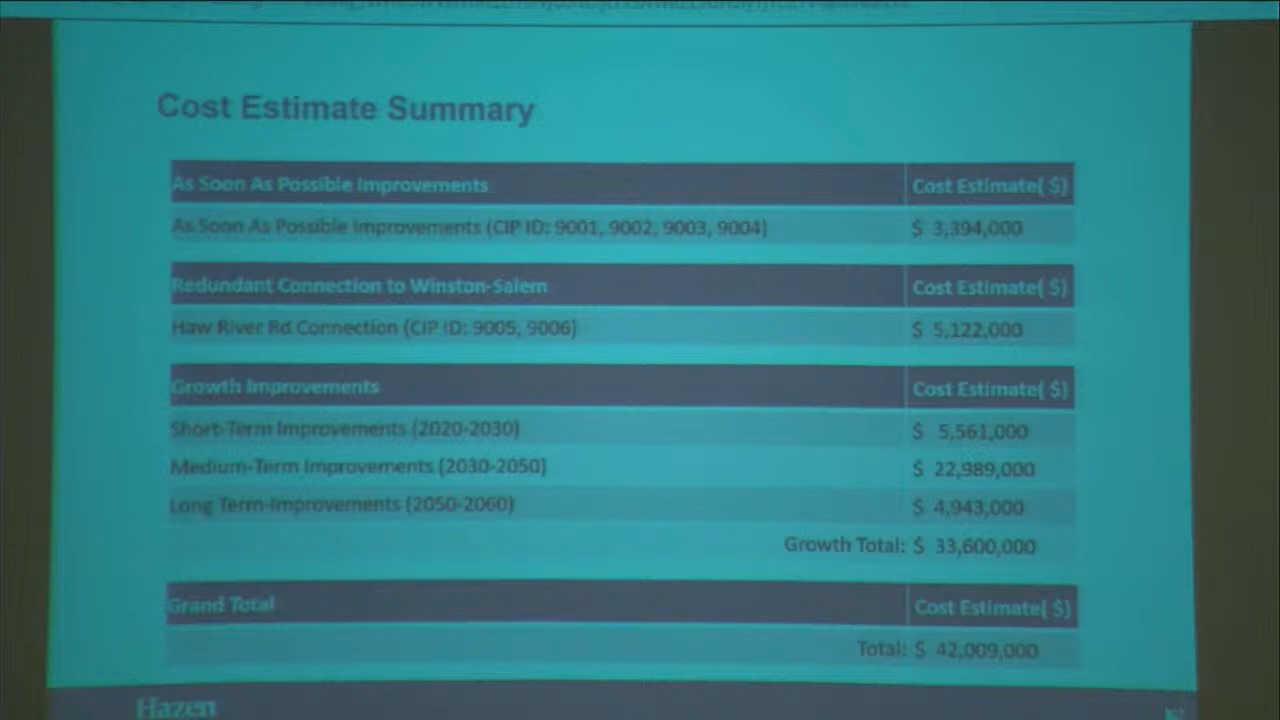 Cost Estimate Summary
As Soon As Possible Improvements Cost Estimate( $)
As Soon As Possible Improvements (CIP ID: 9001, 9002, 9003, 9004) $ 3,394,000
Redundant Connection to Winston-Salem Cost Estimate( $)
Haw River Rd Connection (CIP ID: 9005, 9006) $ 5,122,000
Growth Improvements Cost Estimate( $)
Short-Term Improvements (2020-2030) $ 5,561,000
Medium-Term Improvements (2030-2050) $ 22,989,000
Long Term-Improvements (2050-2060) $ 4,943,000
Growth Total: $ 33,600,000
Grand Total Cost Estimate( $)
Total: $ 42,009,000
Hazen